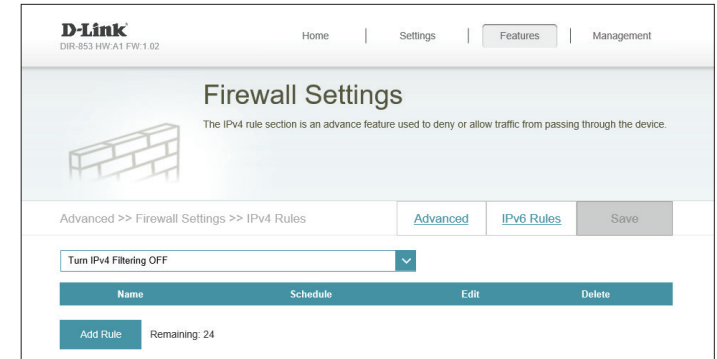 D-Link
DIR-853 HW:A1 FW:1.02
Home | Settings | Features | Management
Firewall Settings
The IPv4 rule section is an advance feature used to deny or allow traffic from passing through the device.
Advanced >> Firewall Settings >> IPv4 Rules
Advanced
IPv6 Rules
Save
Turn IPv4 Filtering OFF
Name Schedule Edit Delete
Add Rule
Remaining: 24